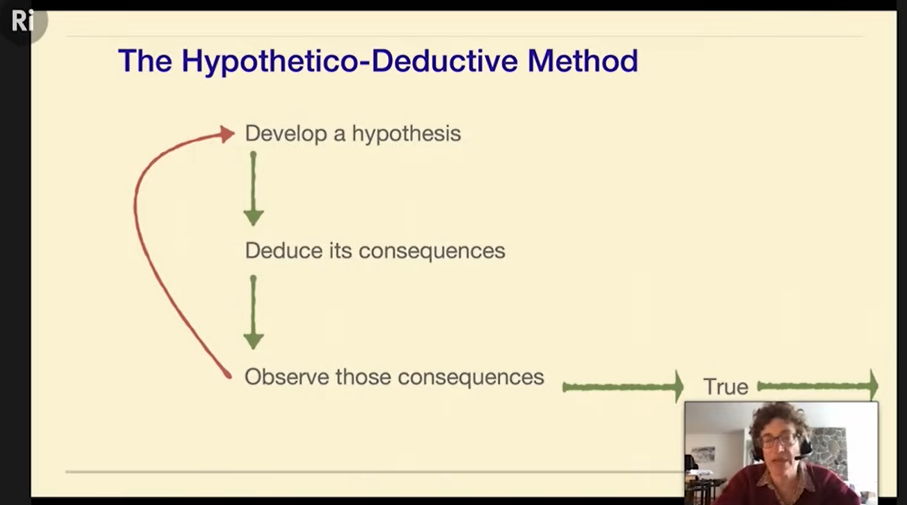 Ri
The Hypothetico-Deductive Method
Develop a hypothesis
Deduce its consequences
Observe those consequences
True